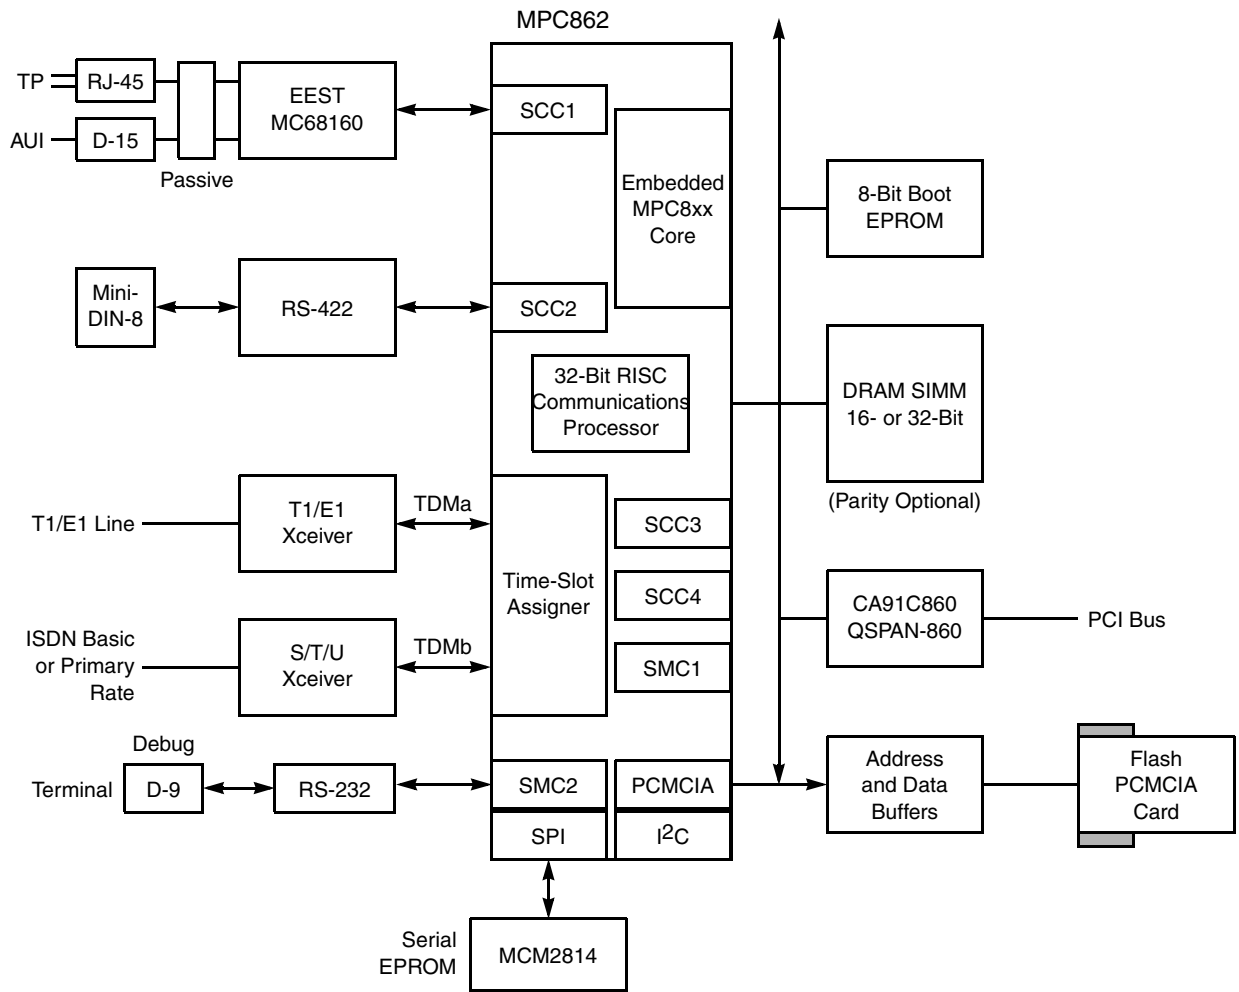 MPC862
TP
RJ-45
AUI
D-15
Passive
EEST
MC68160
SCC1
Embedded
MPC8xx
Core
8-Bit Boot
EPROM
Mini-
DIN-8
RS-422
SCC2
32-Bit RISC
Communications
Processor
DRAM SIMM
16- or 32-Bit
(Parity Optional)
T1/E1 Line
T1/E1
Xceiver
TDMa
Time-Slot
Assigner
SCC3
SCC4
SMC1
CA91C860
QSPAN-860
PCI Bus
ISDN Basic
or Primary
Rate
S/T/U
Xceiver
TDMb
Debug
Terminal
D-9
RS-232
SMC2
PCMCIA
SPI
I2C
Address
and Data
Buffers
Flash
PCMCIA
Card
Serial
EPROM
MCM2814